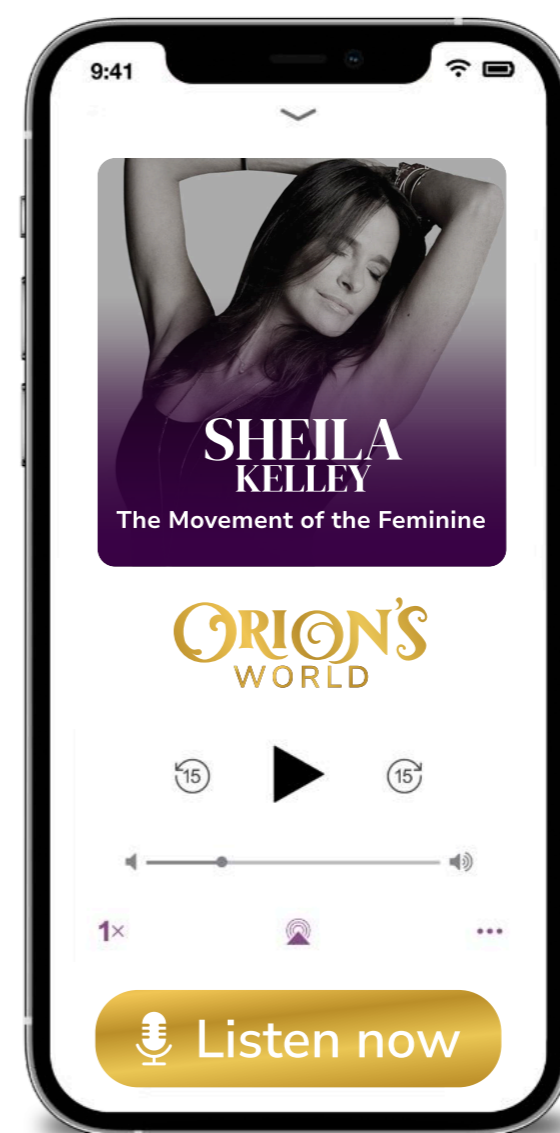 9:41
SHEILA
KELLEY
The Movement of the Feminine
ORION'S
WORLD
15
15
1×
Listen now